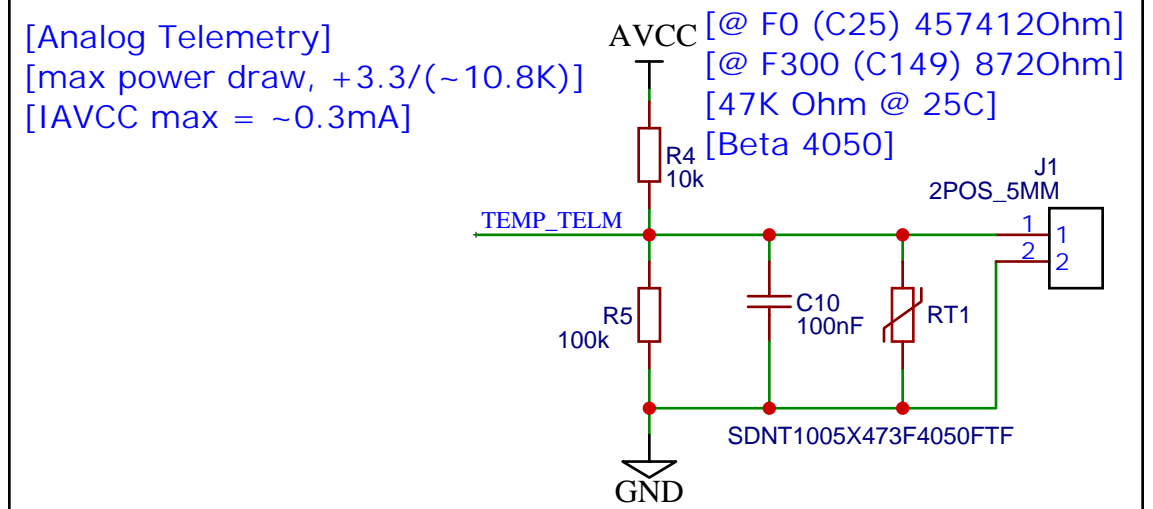 [Analog Telemetry]
[max power draw, +3.3/(~10.8K)]
[IAVCC max = ~0.3mA]
AVCC
[@ F0 (C25) 457412Ohm]
[@ F300 (C149) 872Ohm]
[47K Ohm @ 25C]
[Beta 4050]
R4
10k
J1
2POS_5MM
TEMP_TELM
1
1
2
2
R5
100k
C10
100nF
RT1
SDNT1005X473F4050FTF
GND